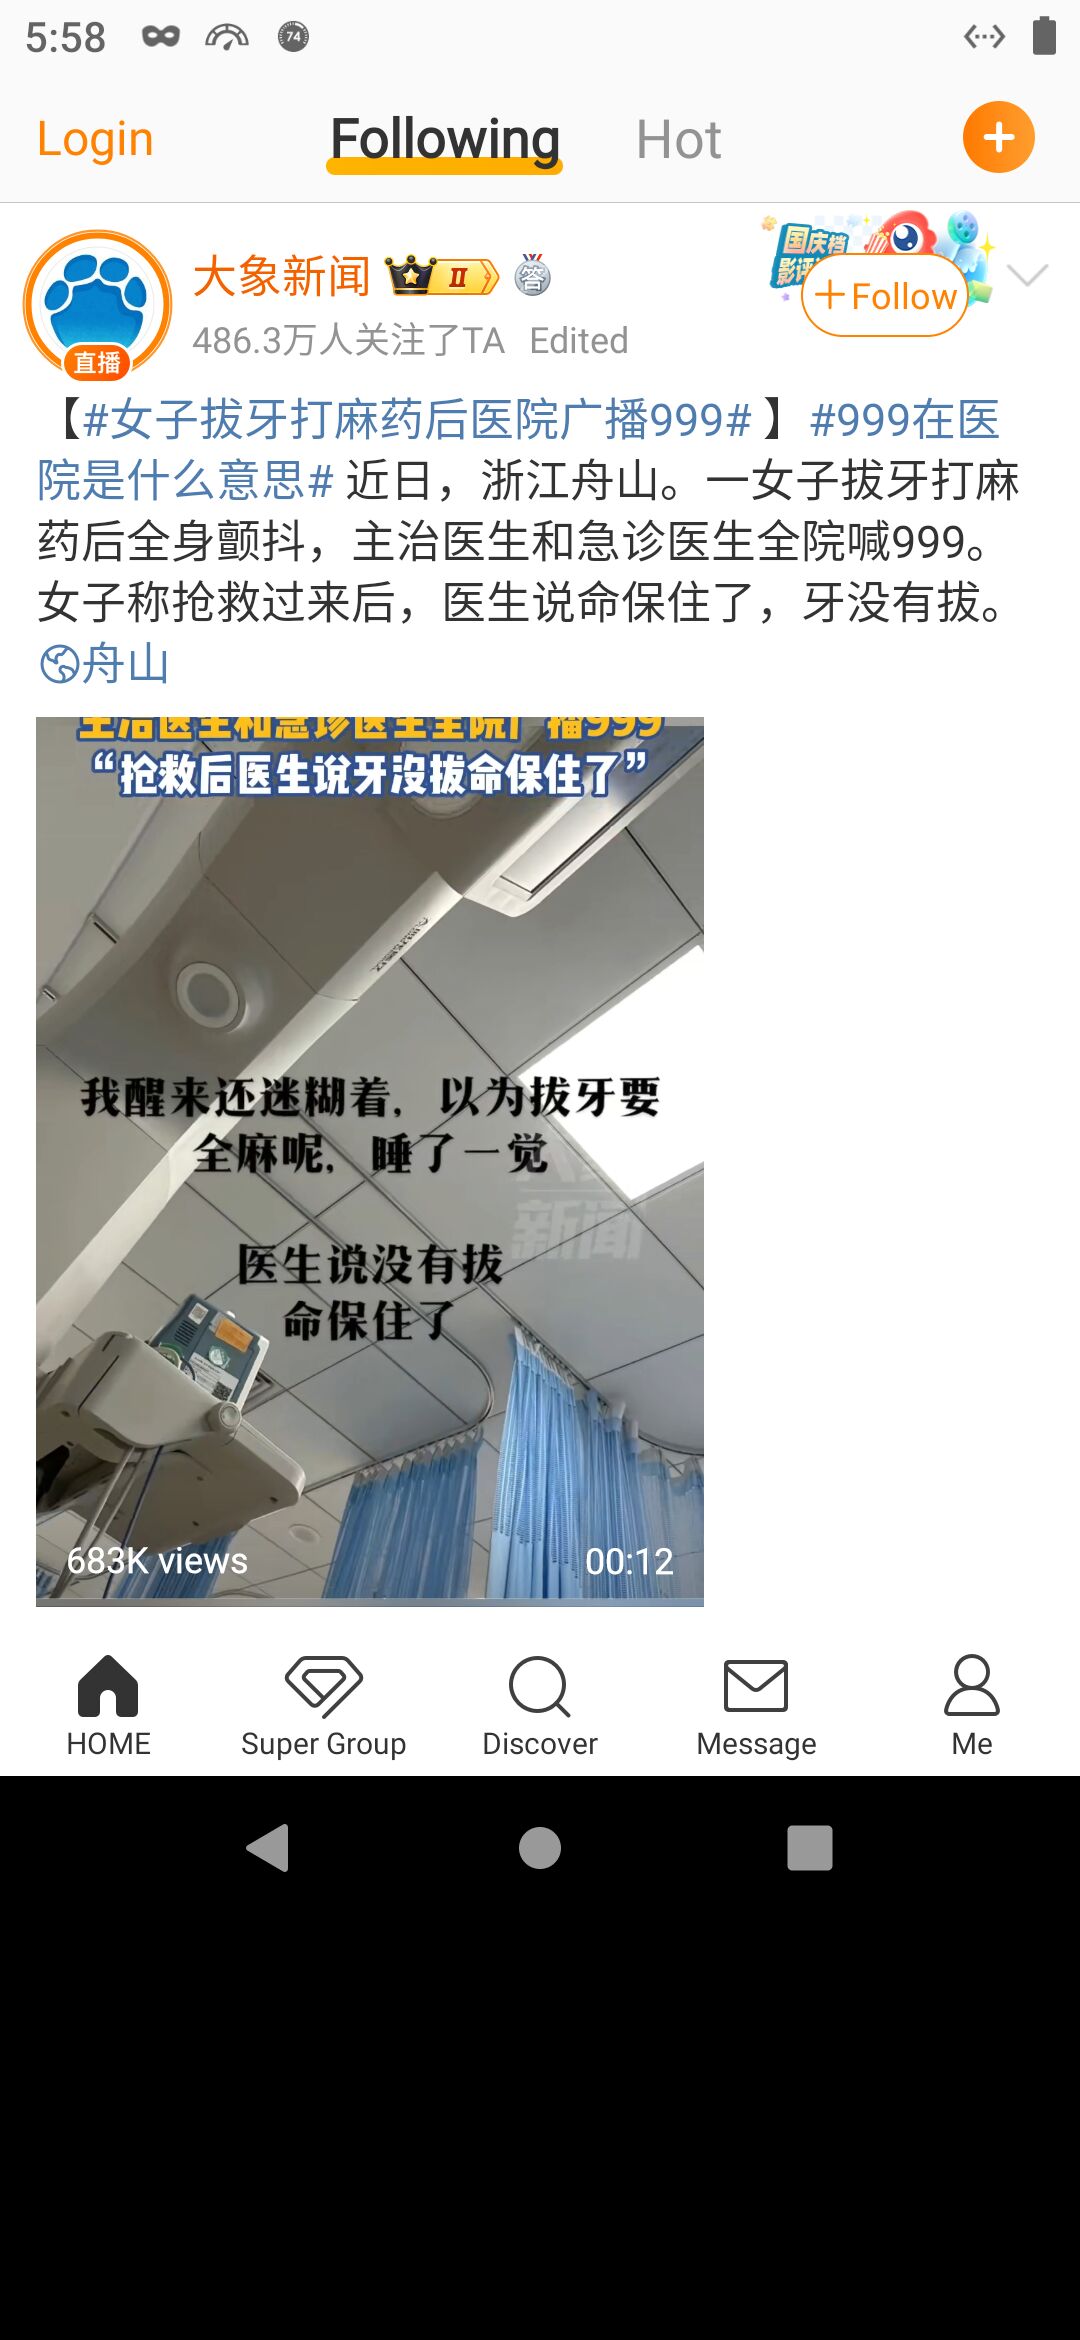 5:58
74
Login
Following
Hot
国庆档
影评
大象新闻
II
答
+Follow
486.3万人关注了TA Edited
直播
【#女子拔牙打麻药后医院广播999# 】 #999在医
院是什么意思# 近日，浙江舟山。一女子拔牙打麻
药后全身颤抖，主治医生和急诊医生全院喊999。
女子称抢救过来后，医生说命保住了，牙没有拔。
舟山
主治医生和急诊医生全院广播999
“抢救后医生说牙没拔命保住了”
我醒来还迷糊着，以为拔牙要
全麻呢，睡了一觉
新闻
医生说没有拔
命保住了
683K views
00:12
HOME
Super Group
Discover
Message
Me